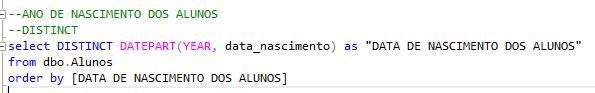 --ANO DE NASCIMENTO DOS ALUNOS
--DISTINCT
select DISTINCT DATEPART(YEAR, data_nascimento) as "DATA DE NASCIMENTO DOS ALUNOS"
from dbo.Alunos
order by [DATA DE NASCIMENTO DOS ALUNOS]